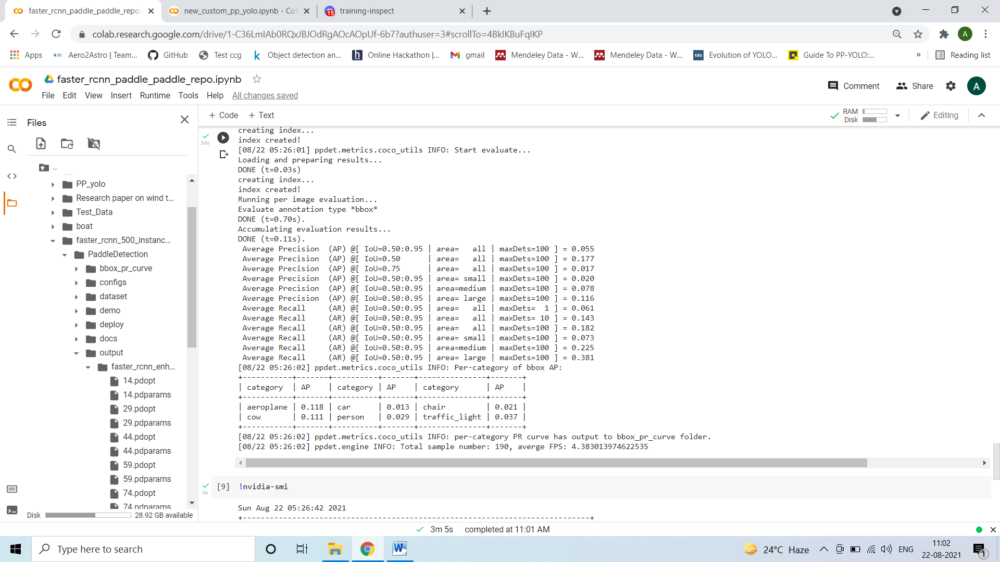 faster_rcnn_paddle_paddle_repo.i
new_custom_pp_yolo.ipynb - Col
15
training-inspect
colab.research.google.com/drive/1-C36LmIAb0RQxJBJOdRgAOcAOpUf-6b7?authuser=3#scrollTo=4BkIKBuFqIKP
A
Apps
Aero2Astro | Team...
GitHub
Test ccg
k Object detection an...
h Online Hackathon |...
gmail
Mendeley Data - W...
Mendeley Data - W...
tds Evolution of YOLO...
Guide To PP-YOLO:...
»
Reading list
faster_rcnn_paddle_paddle_repo.ipynb
File Edit View Insert Runtime Tools Help All changes saved
Comment
Share
A
Files
+ Code + Text
RAM
Disk
Editing
..
PP_yolo
Research paper on wind t...
Test_Data
boat
faster_rcnn_500_instanc...
PaddleDetection
bbox_pr_curve
configs
dataset
demo
deploy
docs
output
faster_rcnn_enh...
14.pdopt
14.pdparams
29.pdopt
29.pdparams
44.pdopt
44.pdparams
59.pdopt
59.pdparams
74.pdopt
74.pdparams
Disk 28.92 GB available
54s
creating index...
index created!
[08/22 05:26:01] ppdet.metrics.coco_utils INFO: Start evaluate...
Loading and preparing results...
DONE (t=0.03s)
creating index...
index created!
Running per image evaluation...
Evaluate annotation type *bbox*
DONE (t=0.70s).
Accumulating evaluation results...
DONE (t=0.11s).
Average Precision (AP) @[ IoU=0.50:0.95 | area= all | maxDets=100 ] = 0.055
Average Precision (AP) @[ IoU=0.50 | area= all | maxDets=100 ] = 0.177
Average Precision (AP) @[ IoU=0.75 | area= all | maxDets=100 ] = 0.017
Average Precision (AP) @[ IoU=0.50:0.95 | area= small | maxDets=100 ] = 0.020
Average Precision (AP) @[ IoU=0.50:0.95 | area=medium | maxDets=100 ] = 0.078
Average Precision (AP) @[ IoU=0.50:0.95 | area= large | maxDets=100 ] = 0.116
Average Recall (AR) @[ IoU=0.50:0.95 | area= all | maxDets= 1 ] = 0.061
Average Recall (AR) @[ IoU=0.50:0.95 | area= all | maxDets= 10 ] = 0.143
Average Recall (AR) @[ IoU=0.50:0.95 | area= all | maxDets=100 ] = 0.182
Average Recall (AR) @[ IoU=0.50:0.95 | area= small | maxDets=100 ] = 0.073
Average Recall (AR) @[ IoU=0.50:0.95 | area=medium | maxDets=100 ] = 0.225
Average Recall (AR) @[ IoU=0.50:0.95 | area= large | maxDets=100 ] = 0.381
[08/22 05:26:02] ppdet.metrics.coco_utils INFO: Per-category of bbox AP:
+-----------+-------+----------+-------+---------------+-------+
| category | AP | category | AP | category | AP |
+-----------+-------+----------+-------+---------------+-------+
| aeroplane | 0.118 | car | 0.013 | chair | 0.021 |
| cow | 0.111 | person | 0.029 | traffic_light | 0.037 |
+-----------+-------+----------+-------+---------------+-------+
[08/22 05:26:02] ppdet.metrics.coco_utils INFO: per-category PR curve has output to bbox_pr_curve folder.
[08/22 05:26:02] ppdet.engine INFO: Total sample number: 190, averge FPS: 4.383013974622535
0s
[9] !nvidia-smi
Sun Aug 22 05:26:42 2021
+-----------------------------------------------------------------------------+
3m 5s completed at 11:01 AM
Type here to search
24°C Haze
ENG
11:02
22-08-2021
1